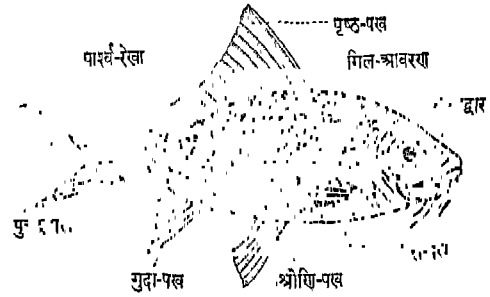 पृष्ठ-पख
पार्श्व-रेखा
गिल-आवरण
द्वार
गुदा-पख
श्रोणि-पख